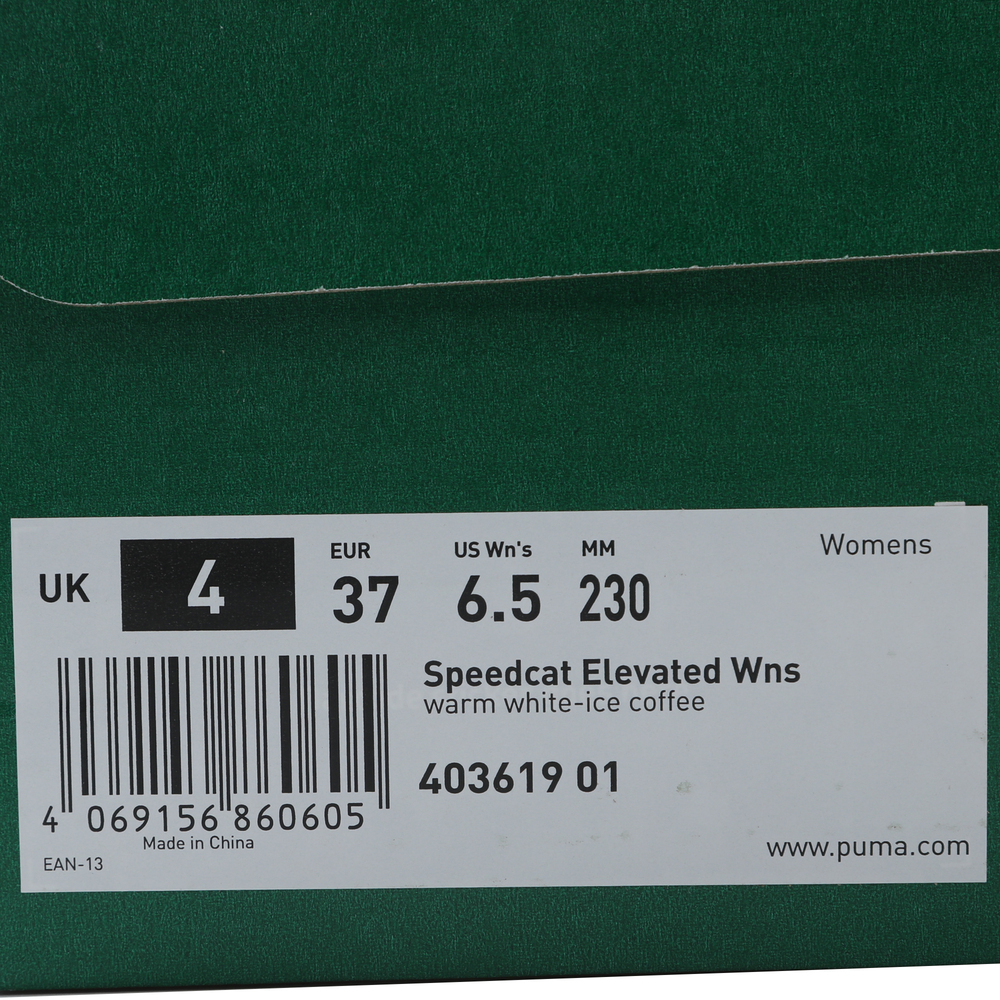 Womens
EUR US Wn's MM
UK 4 37 6.5 230
Speedcat Elevated Wns
warm white-ice coffee
403619 01
4 069156 860605
Made in China
EAN-13
www.puma.com